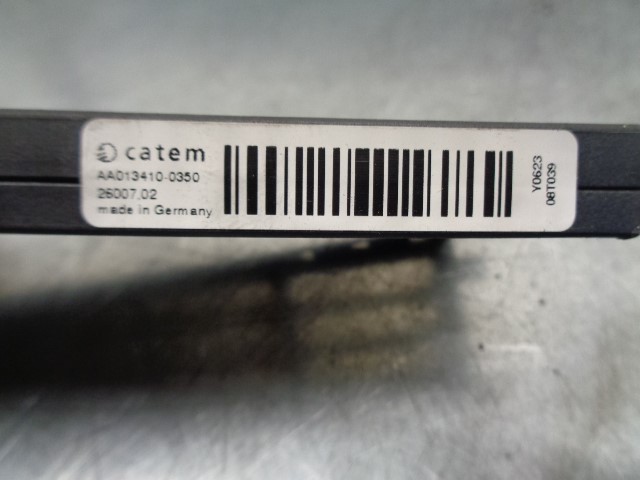 catem
AA013410-0350
26007.02
made in Germany
Y0623
08T039